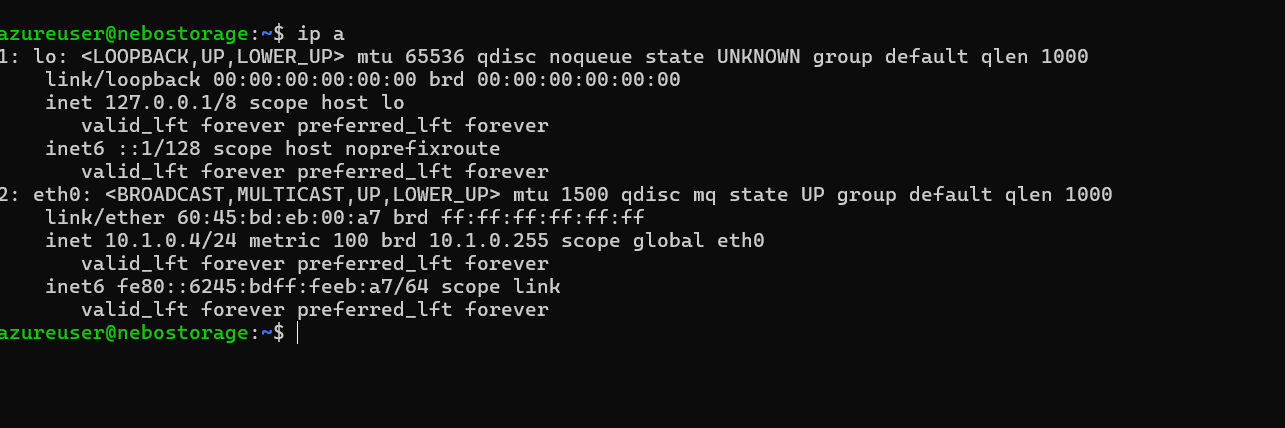 azureuser@nebostorage:~$ ip a
1: lo: <LOOPBACK,UP,LOWER_UP> mtu 65536 qdisc noqueue state UNKNOWN group default qlen 1000
    link/loopback 00:00:00:00:00:00 brd 00:00:00:00:00:00
    inet 127.0.0.1/8 scope host lo
       valid_lft forever preferred_lft forever
    inet6 ::1/128 scope host noprefixroute
       valid_lft forever preferred_lft forever
2: eth0: <BROADCAST,MULTICAST,UP,LOWER_UP> mtu 1500 qdisc mq state UP group default qlen 1000
    link/ether 60:45:bd:eb:00:a7 brd ff:ff:ff:ff:ff:ff
    inet 10.1.0.4/24 metric 100 brd 10.1.0.255 scope global eth0
       valid_lft forever preferred_lft forever
    inet6 fe80::6245:bdff:feeb:a7/64 scope link
       valid_lft forever preferred_lft forever
azureuser@nebostorage:~$